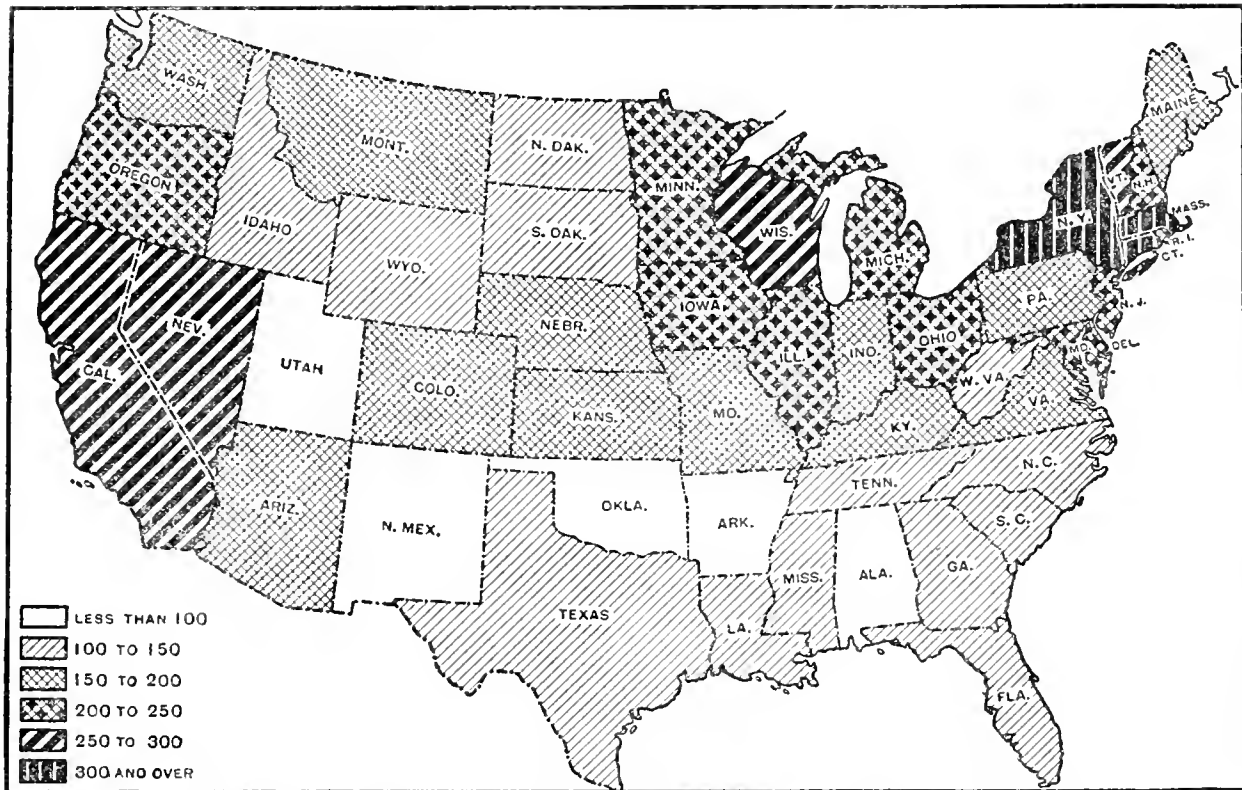 WASH.
MONT.
N. DAK.
MINN.
MAINE
OREGON
IDAHO
WYO.
S. DAK.
WIS.
MICH.
N.Y.
VT.
N.H.
MASS.
R.I.
CT.
NEV.
CAL.
UTAH
COLO.
NEBR.
IOWA
ILL.
IND.
OHIO
PA.
N.J.
MD.
DEL.
KANS.
MO.
KY.
W. VA.
VA.
ARIZ.
N. MEX.
OKLA.
ARK.
TENN.
N.C.
S.C.
TEXAS
LA.
MISS.
ALA.
GA.
FLA.
LESS THAN 100
100 TO 150
150 TO 200
200 TO 250
250 TO 300
300 AND OVER